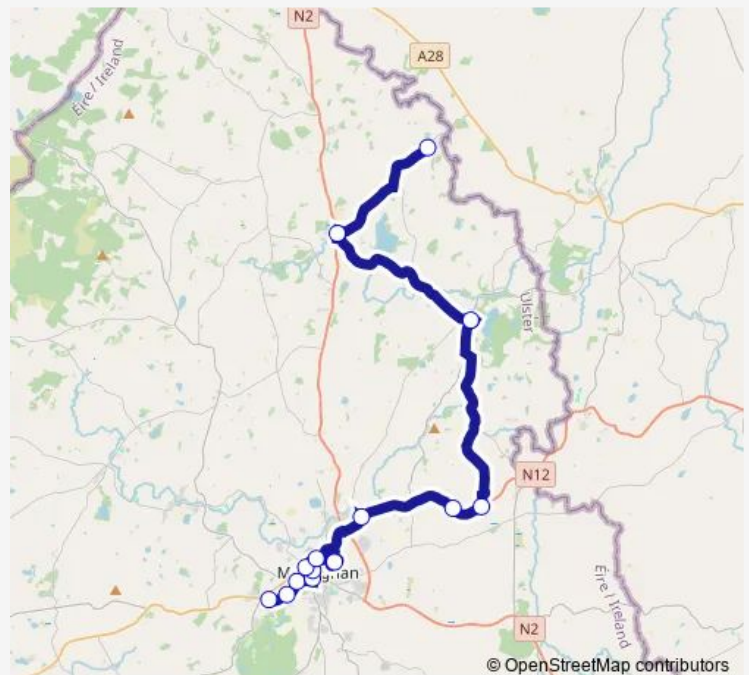 N2
A28
Éire / Ireland
Ulster
N12
Éire / Ireland
N2
© OpenStreetMap contributors